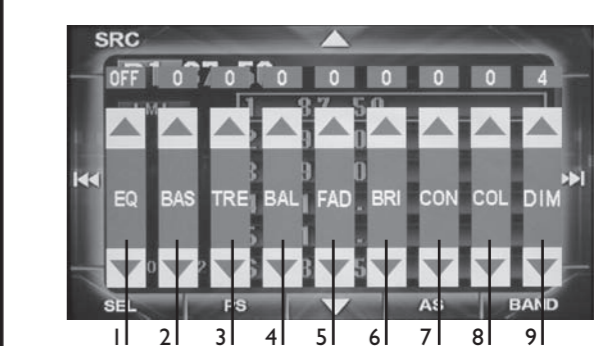 SRC
OFF 0 0 0 0 0 0 0 4
EQ BAS TRE BAL FAD BRI CON COL DIM
SEL PS AS BAND
1 2 3 4 5 6 7 8 9